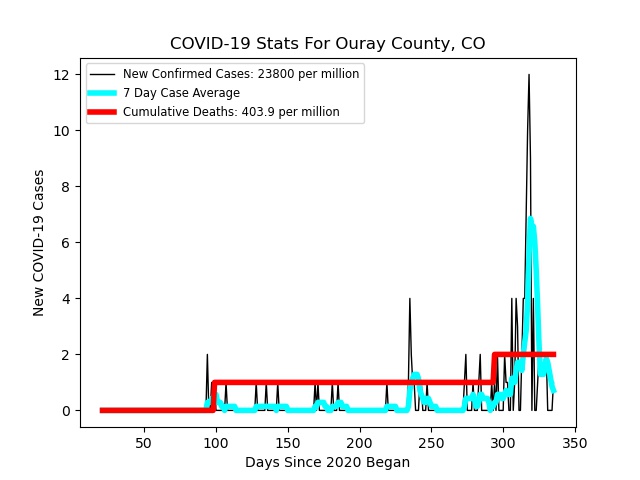 COVID-19 Stats For Ouray County, CO
New Confirmed Cases: 23800 per million
7 Day Case Average
Cumulative Deaths: 403.9 per million
New COVID-19 Cases
12
10
8
6
4
2
0
50
100
150
200
250
300
350
Days Since 2020 Began